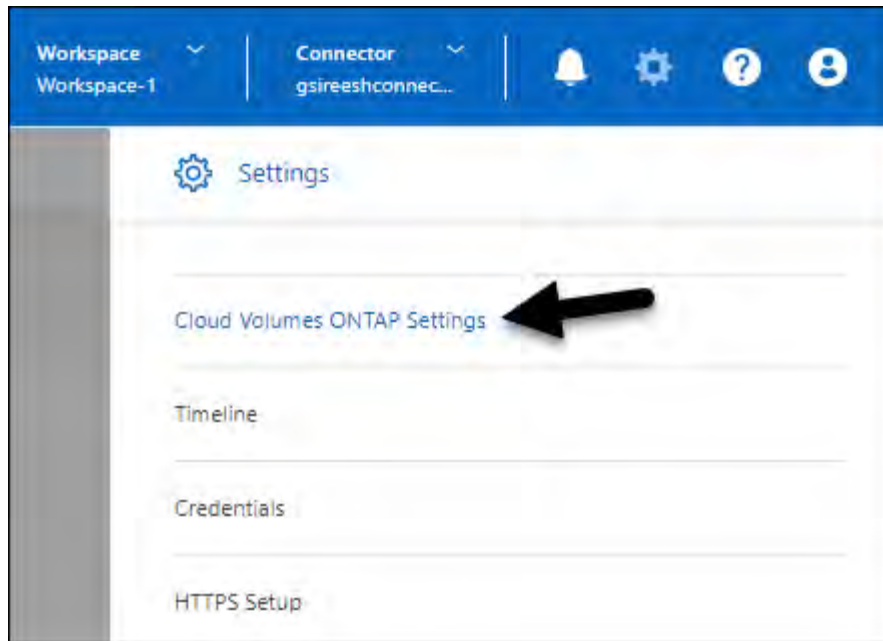 Workspace
Workspace-1
Connector
gsireeshconnec...
Settings
Cloud Volumes ONTAP Settings
Timeline
Credentials
HTTPS Setup